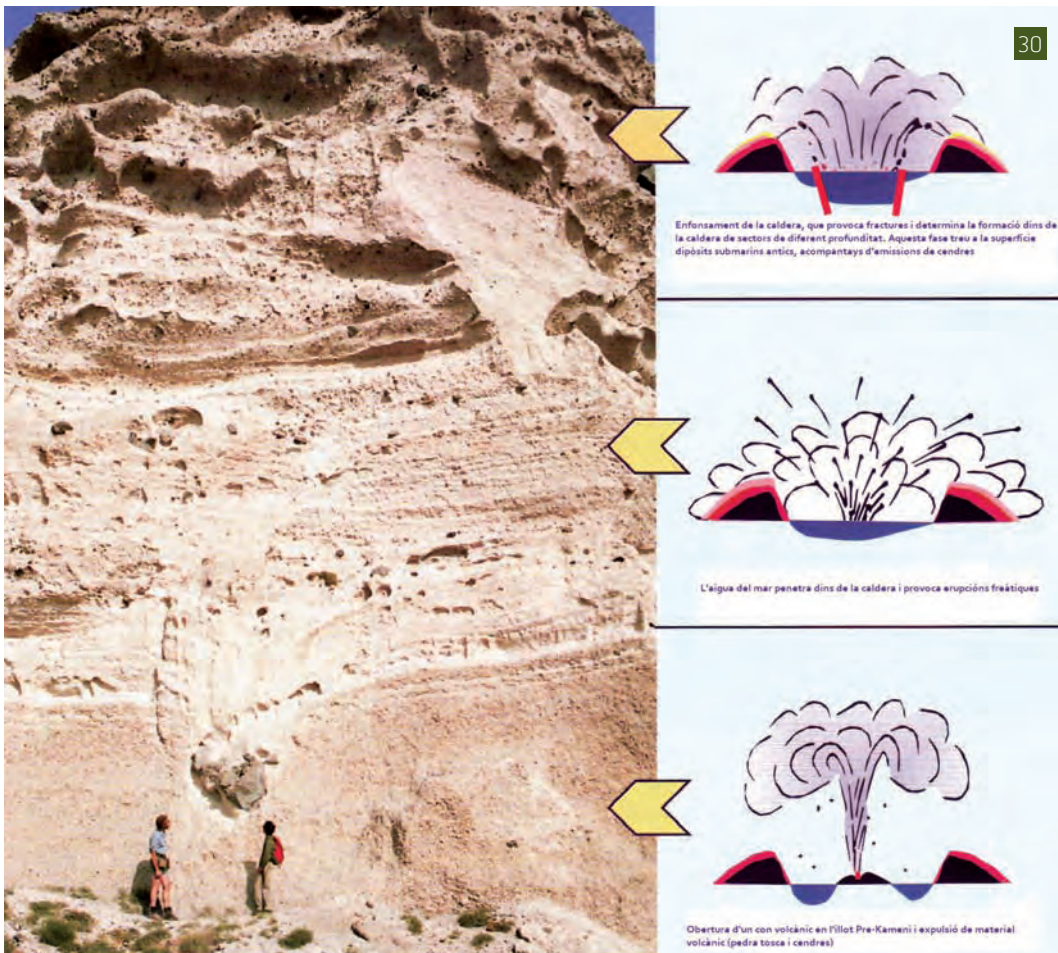 30
Enfonsament de la caldera, que provoca fractures i determina la formació dins de
la caldera de sectors de diferent profunditat. Aquesta fase treu a la superfície
dipòsits submarins antics, acompantays d'emissions de cendres
L'aigua del mar penetra dins de la caldera i provoca erupcións freàtiques
Obertura d'un con volcànic en l'illot Pre-Kameni i expulsió de material
volcànic (pedra tosca i cendres)